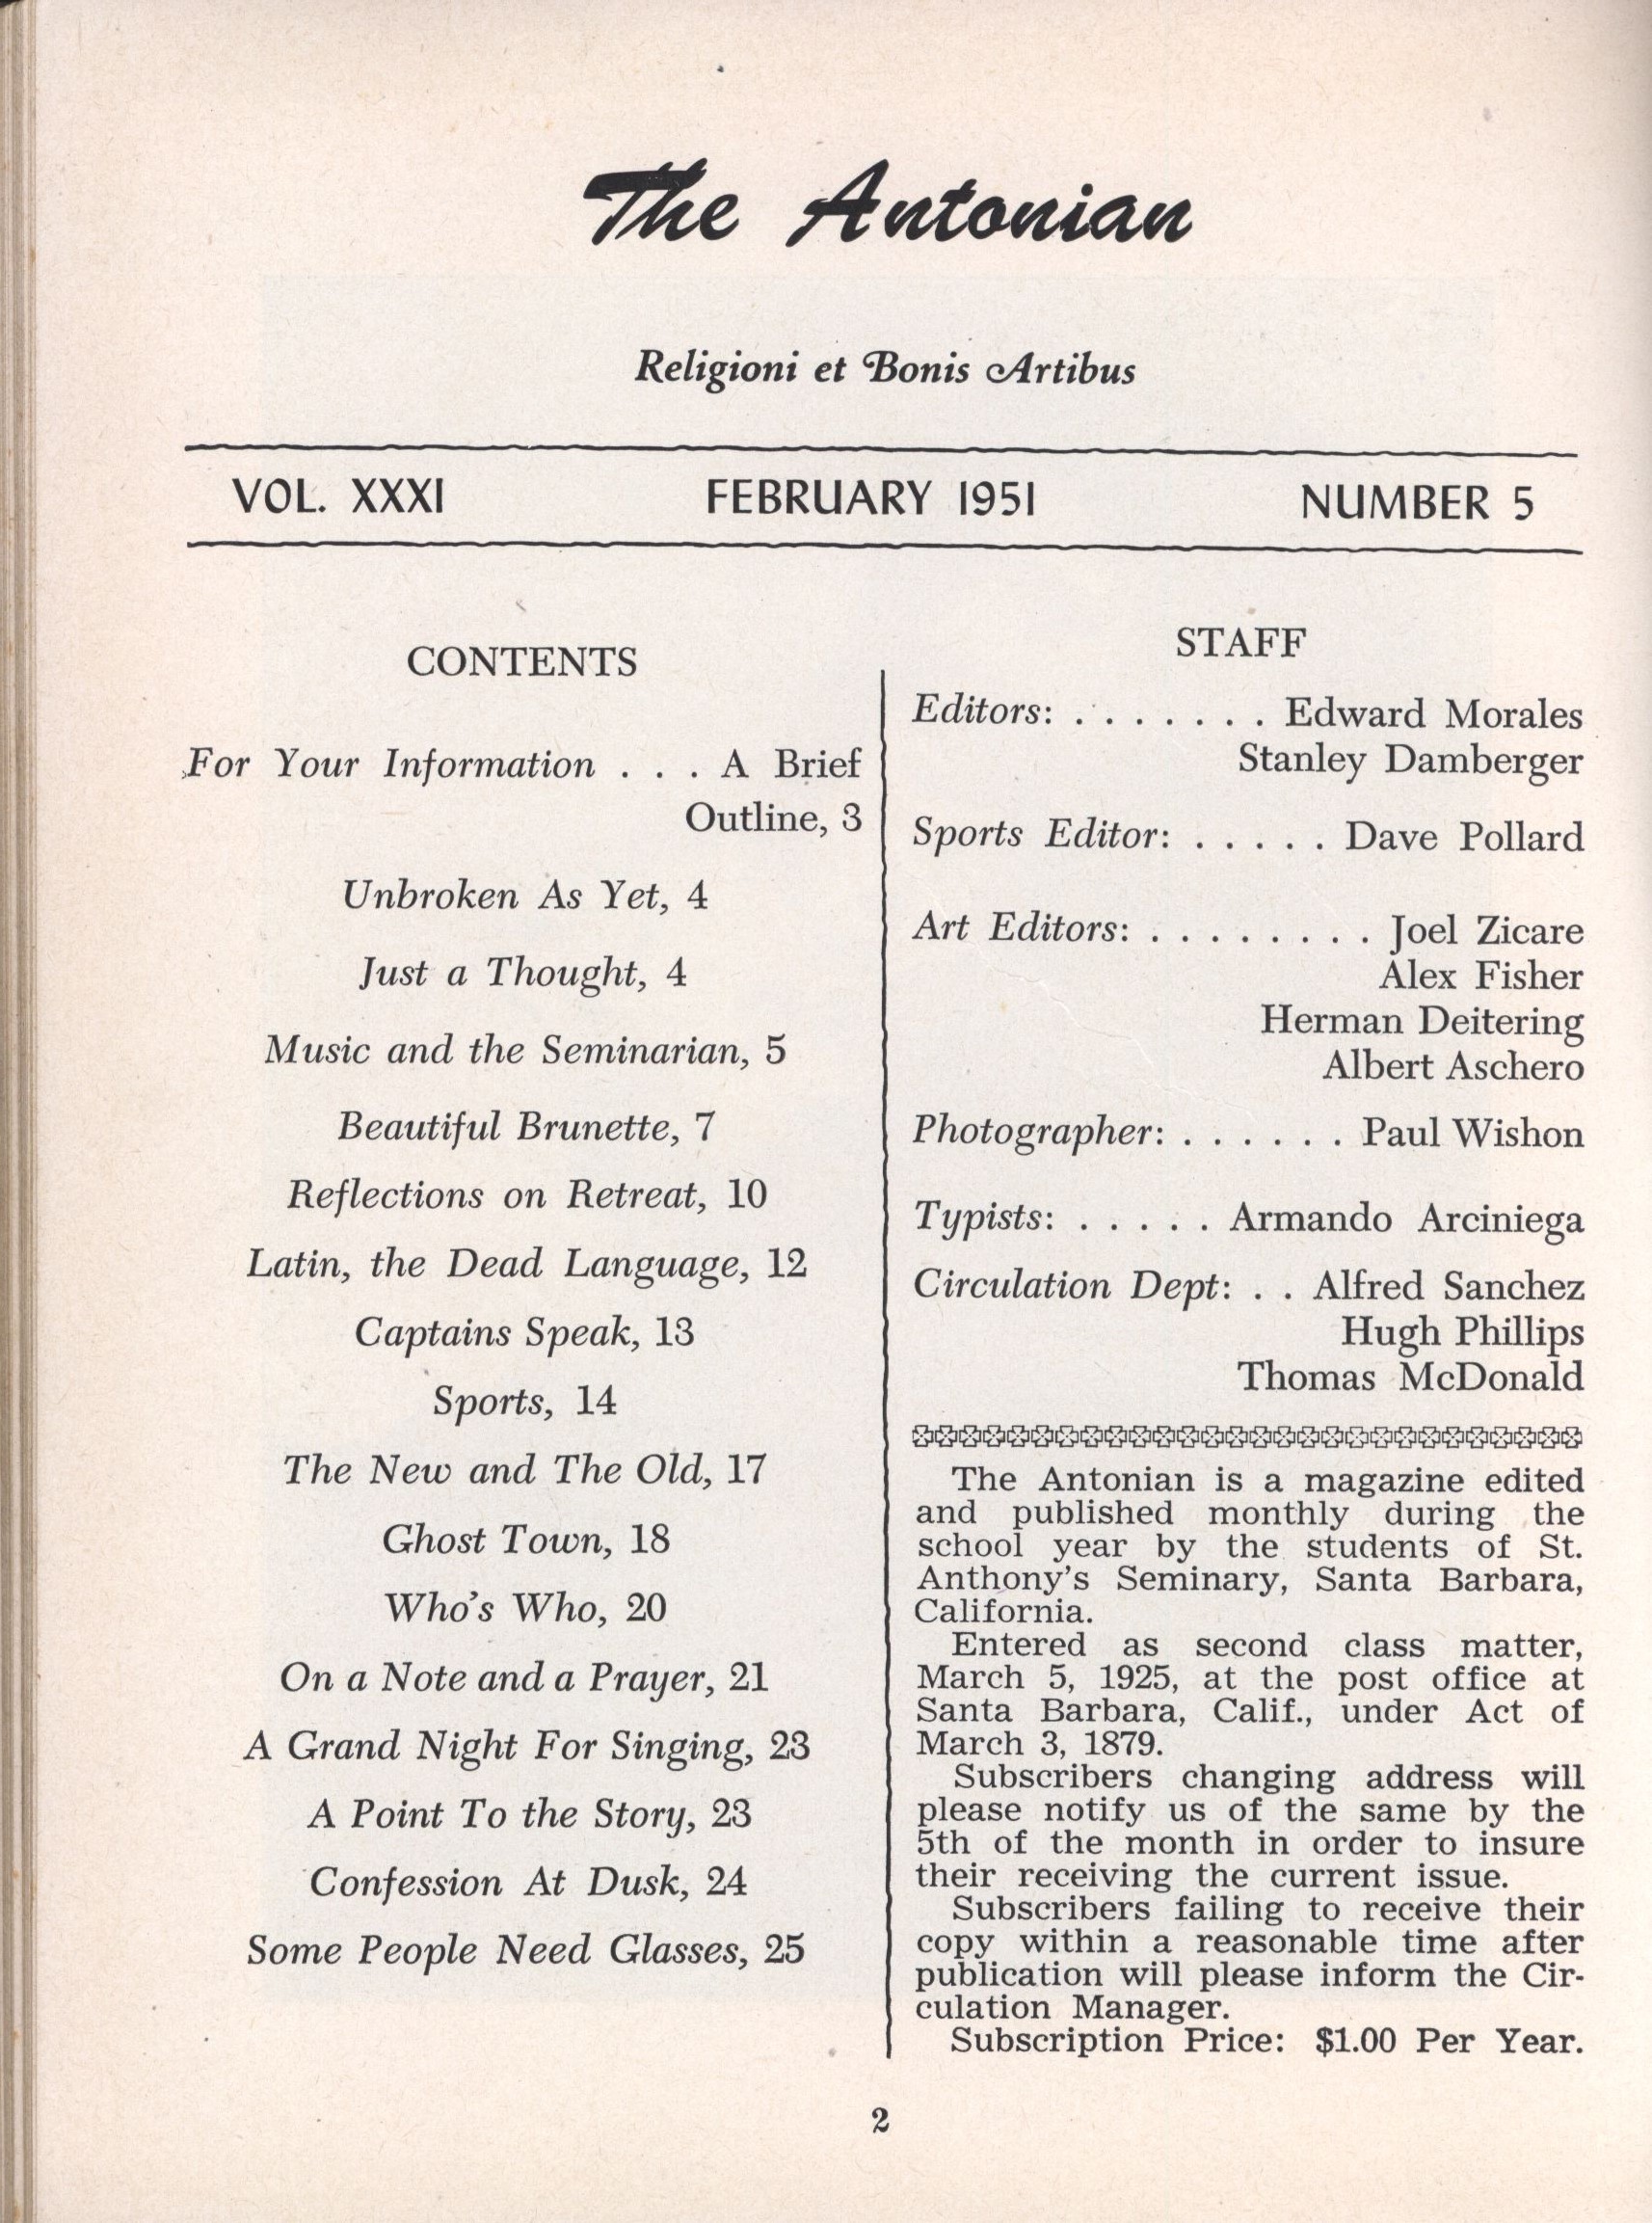 The Antonian
Religioni et Bonis Artibus
VOL. XXXI FEBRUARY 1951 NUMBER 5
CONTENTS
For Your Information . . . A Brief
Outline, 3
Unbroken As Yet, 4
Just a Thought, 4
Music and the Seminarian, 5
Beautiful Brunette, 7
Reflections on Retreat, 10
Latin, the Dead Language, 12
Captains Speak, 13
Sports, 14
The New and The Old, 17
Ghost Town, 18
Who's Who, 20
On a Note and a Prayer, 21
A Grand Night For Singing, 23
A Point To the Story, 23
Confession At Dusk, 24
Some People Need Glasses, 25
STAFF
Editors: . . . . . . . Edward Morales
Stanley Damberger
Sports Editor: . . . . . Dave Pollard
Art Editors: . . . . . . . . Joel Zicare
Alex Fisher
Herman Deitering
Albert Aschero
Photographer: . . . . . . Paul Wishon
Typists: . . . . . Armando Arciniega
Circulation Dept: . . Alfred Sanchez
Hugh Phillips
Thomas McDonald
The Antonian is a magazine edited
and published monthly during the
school year by the students of St.
Anthony's Seminary, Santa Barbara,
California.
Entered as second class matter,
March 5, 1925, at the post office at
Santa Barbara, Calif., under Act of
March 3, 1879.
Subscribers changing address will
please notify us of the same by the
5th of the month in order to insure
their receiving the current issue.
Subscribers failing to receive their
copy within a reasonable time after
publication will please inform the Cir-
culation Manager.
Subscription Price: $1.00 Per Year.
2